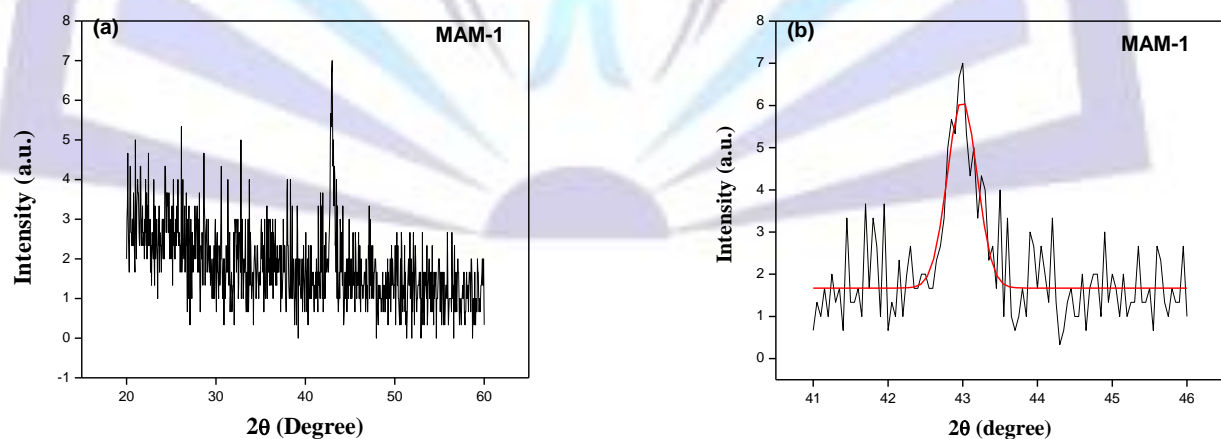 (a)
MAM-1
8
7
6
5
4
3
2
1
0
-1
Intensity (a.u.)
20 30 40 50 60
2θ (Degree)
(b)
MAM-1
8
7
6
5
4
3
2
1
0
Intensity (a.u.)
41 42 43 44 45 46
2θ (degree)